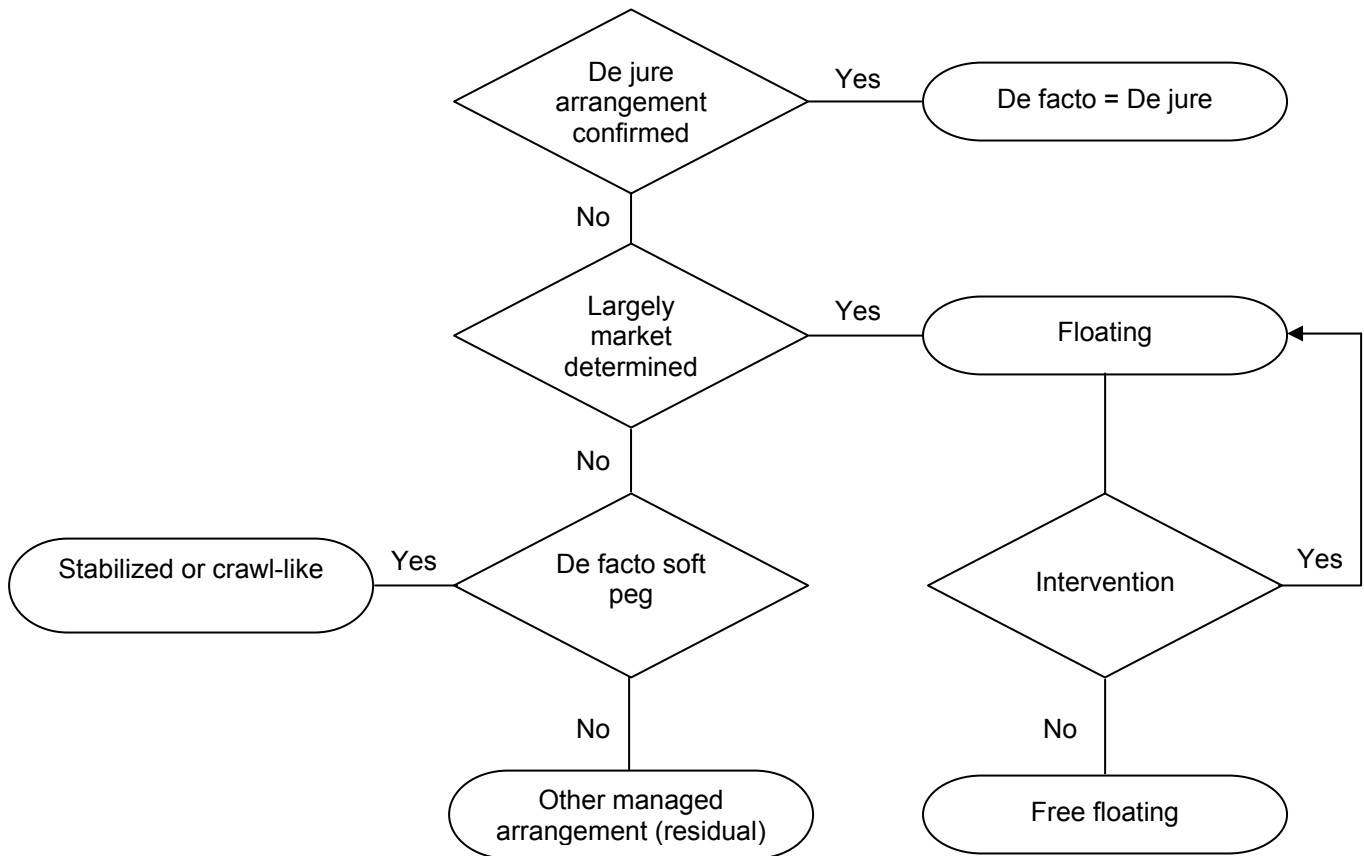 De jure
arrangement
confirmed
Yes
De facto = De jure
No
Largely
market
determined
Yes
Floating
No
Stabilized or crawl-like
Yes
De facto soft
peg
Intervention
Yes
No
Other managed
arrangement (residual)
No
Free floating